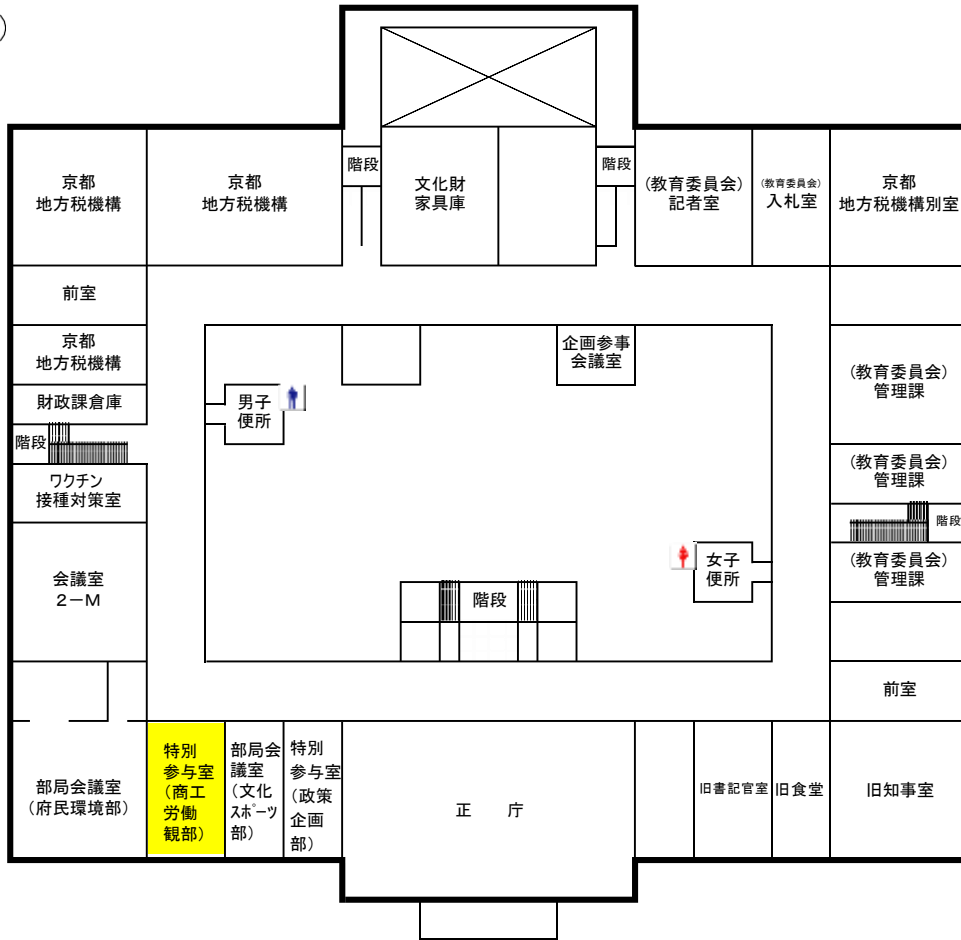 京都
地方税機構
京都
地方税機構
階段
文化財
家具庫
階段
(教育委員会)
記者室
(教育委員会)
入札室
京都
地方税機構別室
前室
京都
地方税機構
企画参事
会議室
(教育委員会)
管理課
財政課倉庫
男子
便所
階段
(教育委員会)
管理課
ワクチン
接種対策室
階段
会議室
2－M
女子
便所
(教育委員会)
管理課
階段
前室
部局会議室
(府民環境部)
特別
参与室
(商工
労働
観部)
部局会
議室
(文化
スポーツ
部)
特別
参与室
(政策
企画
部)
正　庁
旧書記官室
旧食堂
旧知事室